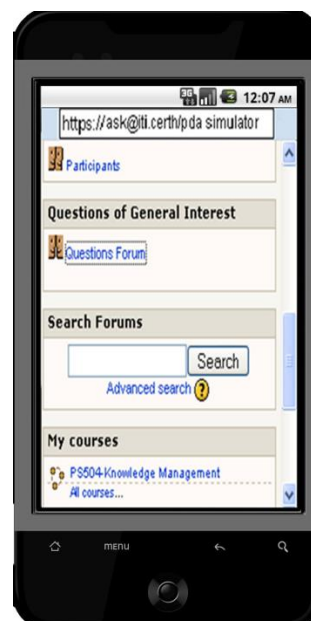 3G 12:07 AM
https://ask@iti.certh/pda simulator
Participants
Questions of General Interest
Questions Forum
Search Forums
Search
Advanced search ?
My courses
PS504-Knowledge Management
All courses...
MENU